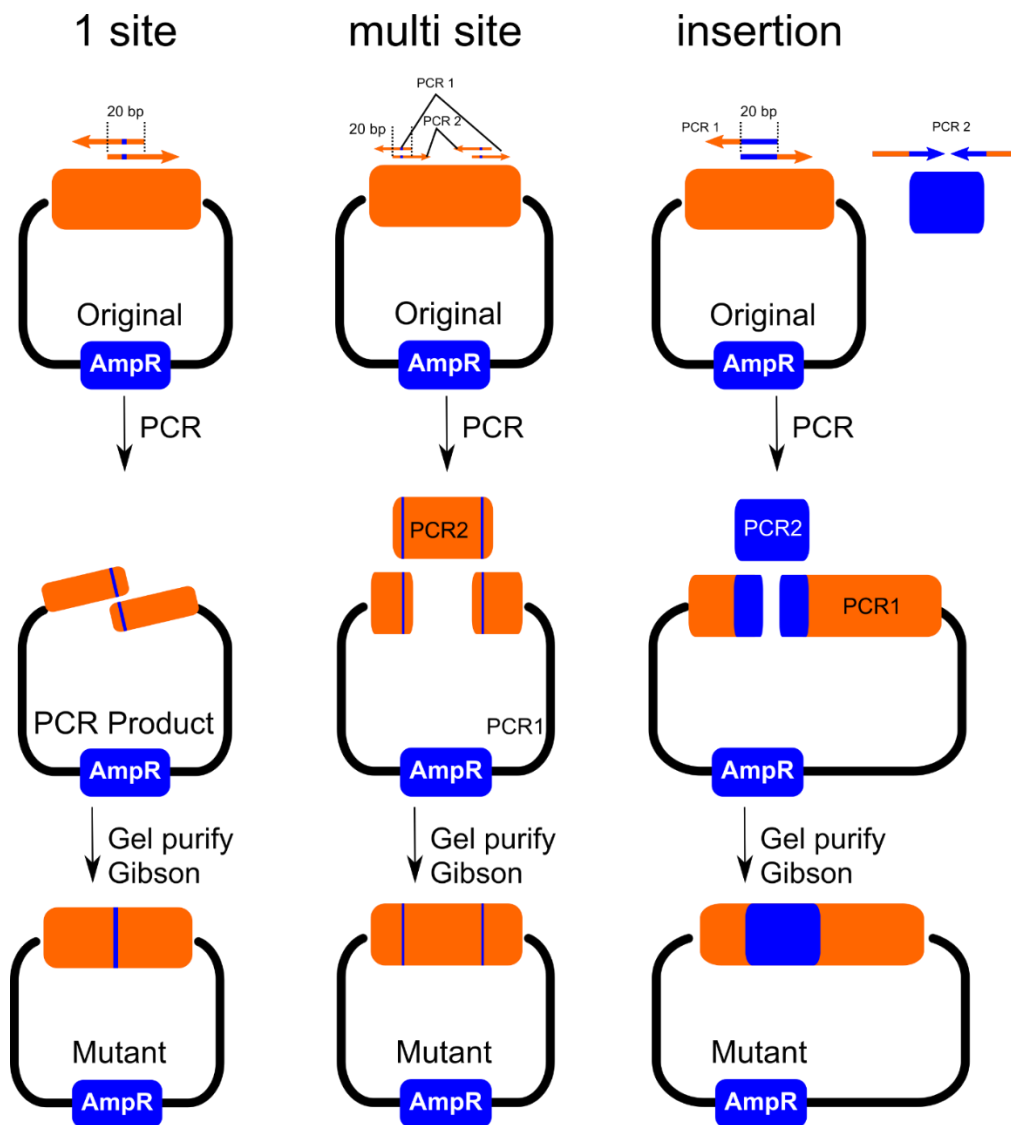 1 site
multi site
insertion
PCR 1
20 bp
20 bp
PCR 2
PCR 1
20 bp
PCR 2
Original
AmpR
Original
AmpR
Original
AmpR
PCR
PCR
PCR
PCR2
PCR2
PCR1
PCR Product
AmpR
PCR1
AmpR
AmpR
Gel purify
Gibson
Gel purify
Gibson
Gel purify
Gibson
Mutant
AmpR
Mutant
AmpR
Mutant
AmpR